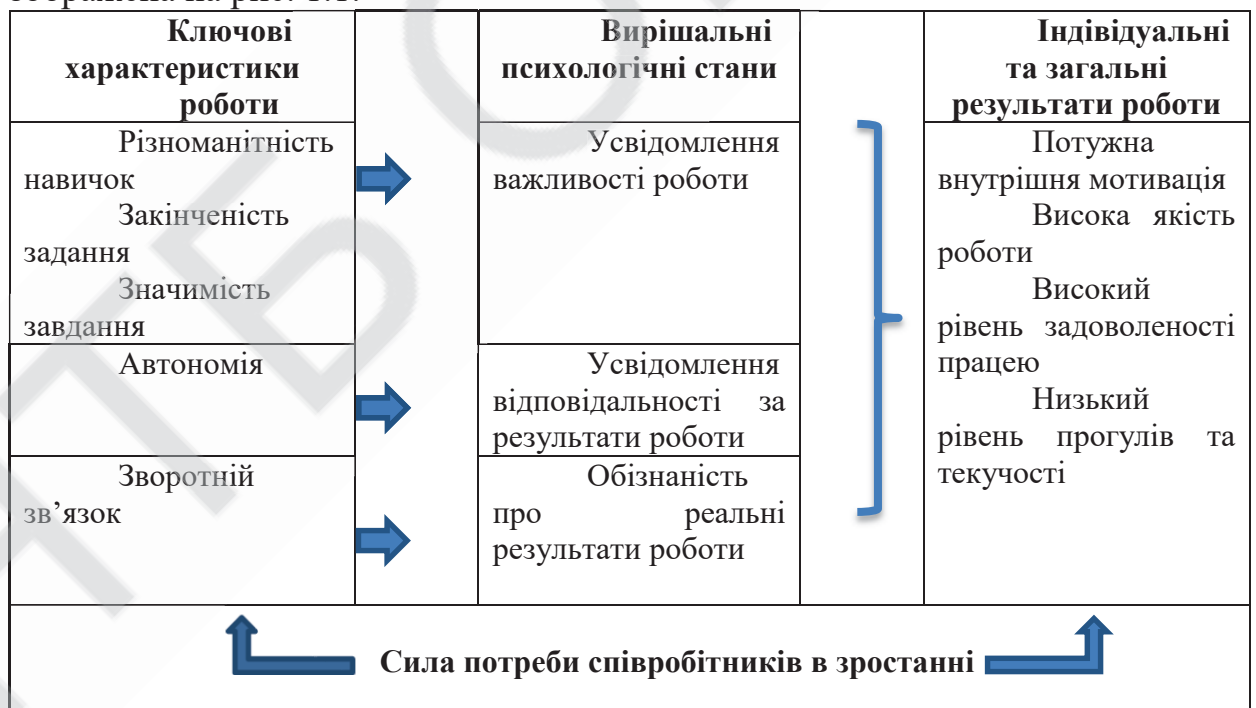 Ключові
характеристики
роботи
Вирішальні
психологічні стани
Індівідуальні
та загальні
результати роботи
Різноманітність
навичок
Закінченість
задання
Значимість
завдання
Усвідомлення
важливості роботи
Потужна
внутрішня мотивація
Висока якість
роботи
Високий
рівень задоволеності
працею
Низький
рівень прогулів та
текучості
Автономія
Усвідомлення
відповідальності за
результати роботи
Зворотній
зв’язок
Обізнаність
про реальні
результати роботи
Сила потреби співробітників в зростанні